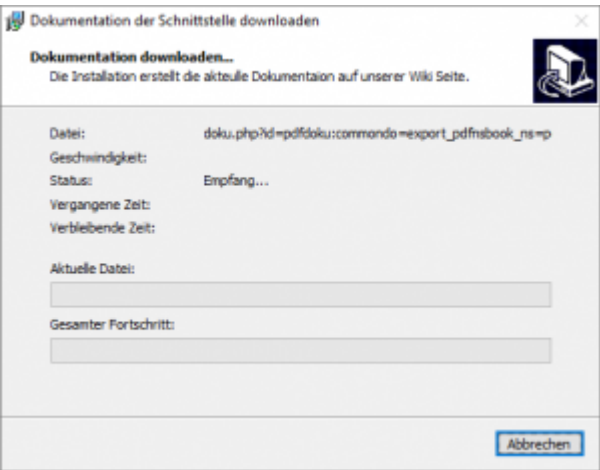 Dokumentation der Schnittstelle downloaden
Dokumentation downloaden...
Die Installation erstellt die akteulle Dokumentaion auf unserer Wiki Seite.
Datei: doku.php?id=pdfdoku:commondo=export_pdfnsbook_ns=p
Geschwindigkeit:
Status: Empfang...
Vergangene Zeit:
Verbleibende Zeit:
Aktuelle Datei:
Gesamter Fortschritt:
Abbrechen